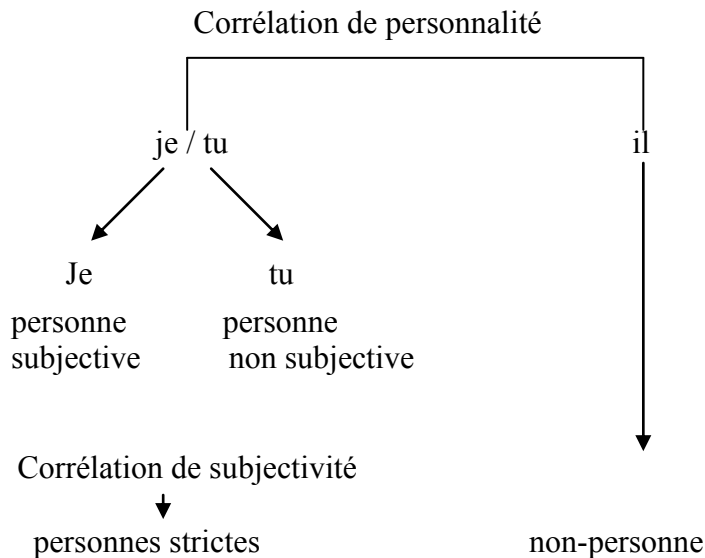 Corrélation de personnalité
je / tu il
Je tu
personne personne
subjective non subjective
Corrélation de subjectivité
personnes strictes non-personne